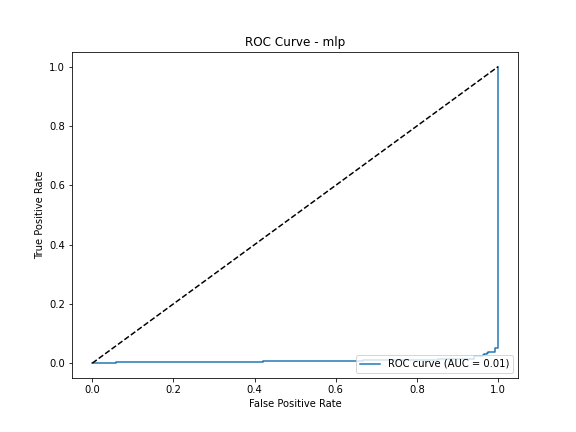 ROC Curve - mlp
True Positive Rate
1.0
0.8
0.6
0.4
0.2
0.0
ROC curve (AUC = 0.01)
0.0 0.2 0.4 0.6 0.8 1.0
False Positive Rate